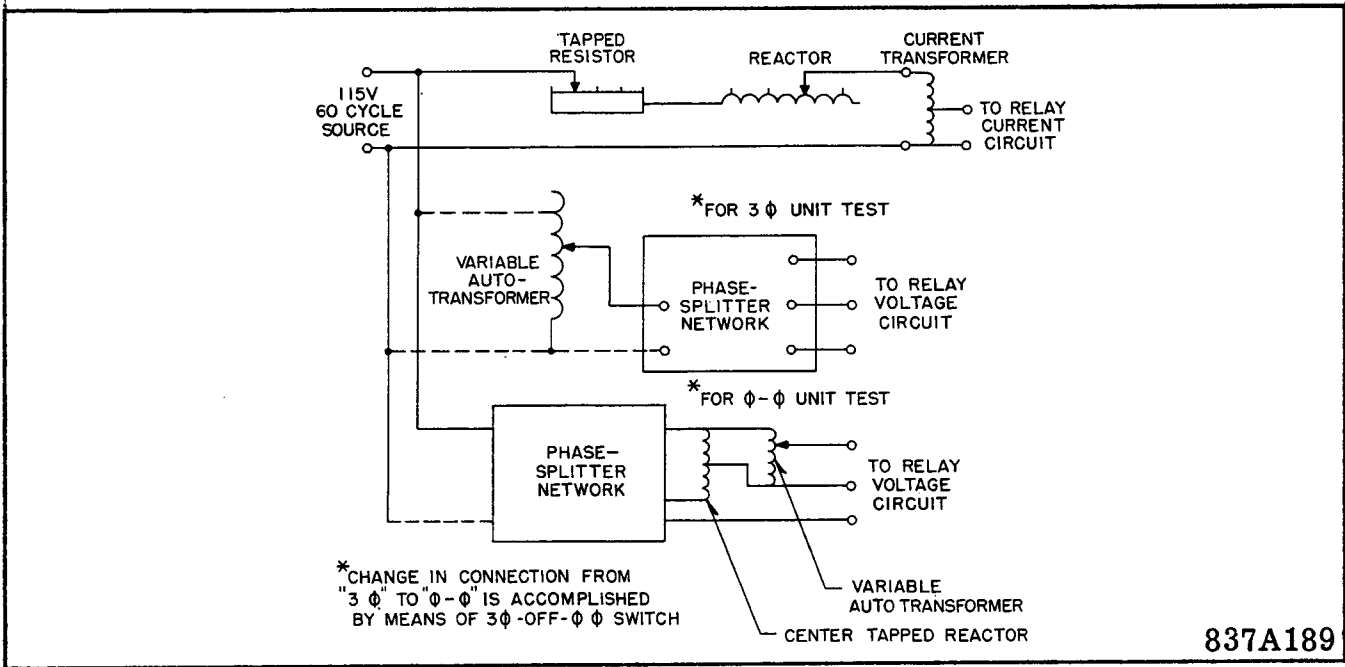 TAPPED
RESISTOR
REACTOR
CURRENT
TRANSFORMER
115V
60 CYCLE
SOURCE
TO RELAY
CURRENT
CIRCUIT
*FOR 3 ϕ UNIT TEST
VARIABLE
AUTO-
TRANSFORMER
PHASE-
SPLITTER
NETWORK
TO RELAY
VOLTAGE
CIRCUIT
*FOR ϕ-ϕ UNIT TEST
PHASE-
SPLITTER
NETWORK
TO RELAY
VOLTAGE
CIRCUIT
*CHANGE IN CONNECTION FROM
"3 ϕ" TO "ϕ-ϕ" IS ACCOMPLISHED
BY MEANS OF 3ϕ-OFF-ϕ ϕ SWITCH
VARIABLE
AUTO TRANSFORMER
CENTER TAPPED REACTOR
837A189